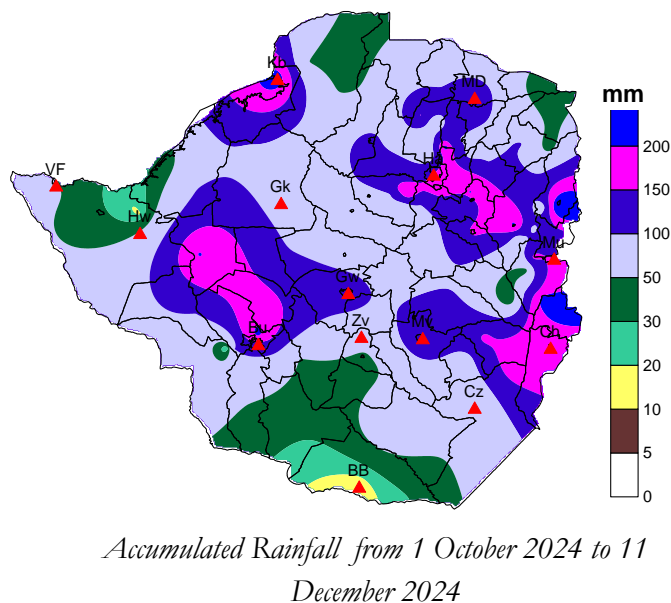 Kb
mm
MD
200
VF
Ha
150
Gk
Hw
100
Mu
50
Gw
Bu
Zv
Mv
Ch
30
20
Cz
10
BB
5
0
Accumulated Rainfall from 1 October 2024 to 11
December 2024